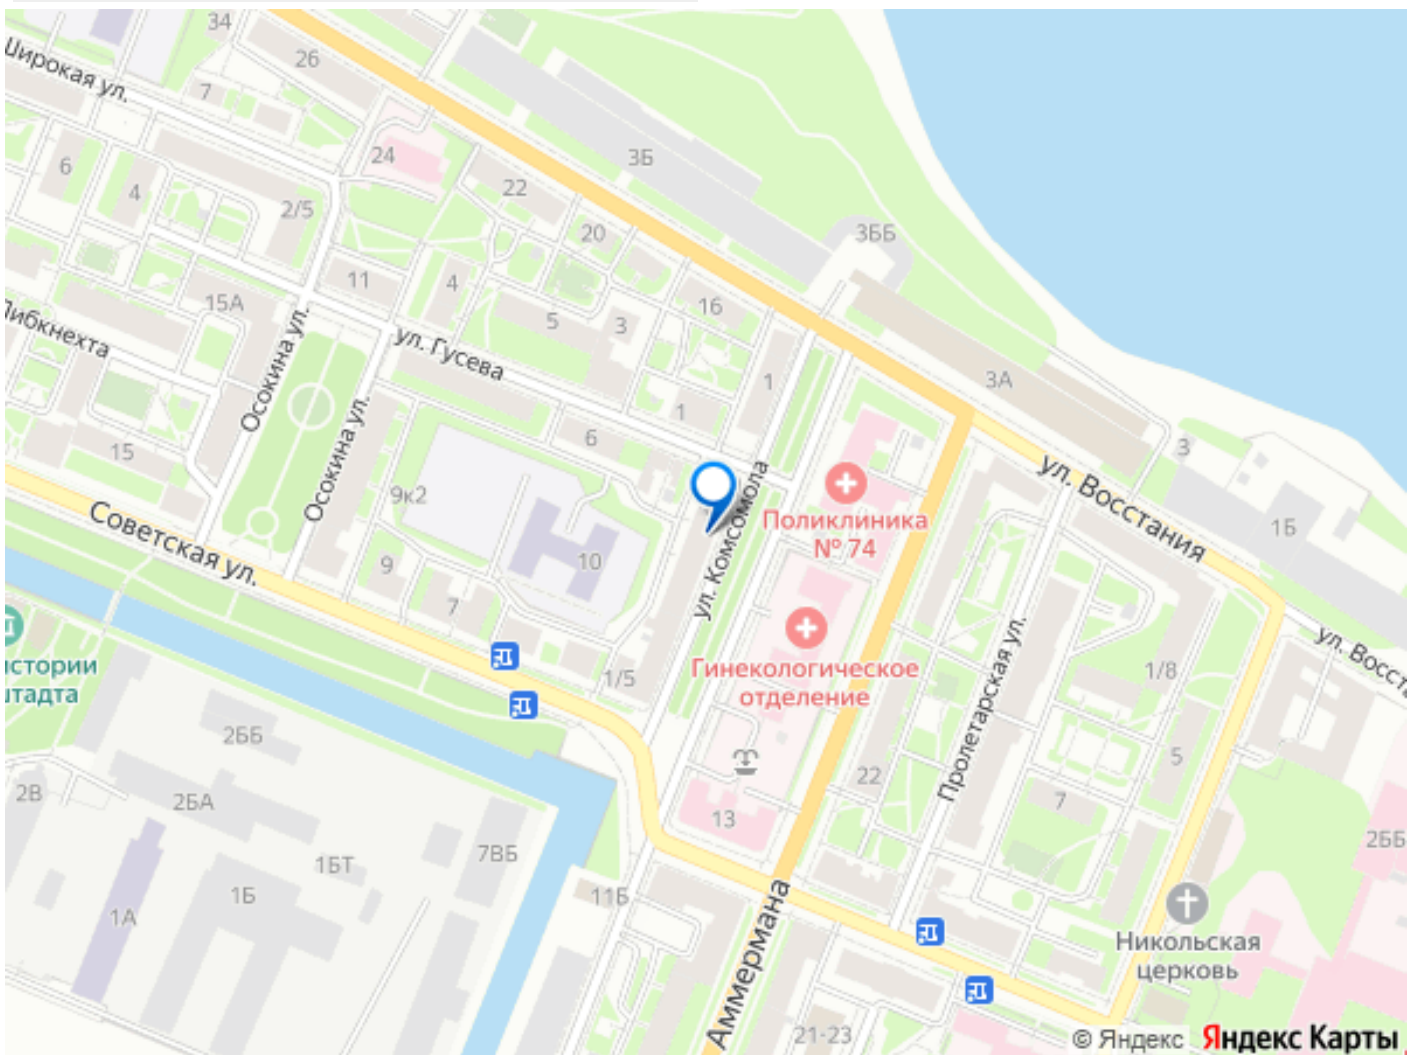 34
26
Широкая ул.
7
24
3Б
6
4
22
2/5
20
3ББ
11
4
15А
16
5
3
Либкнехта
ул. Гусева
Осокина ул.
1
3А
1
Осокина ул.
6
15
3
ул. Восстания
9к2
Поликлиника
№ 74
1Б
Советская ул.
ул. Комсомола
10
9
7
ул. Восста
истории
штадта
Гинекологическое
отделение
1/5
1/8
Пролетарская ул.
2ББ
5
22
2В
2БА
7
13
2ББ
7ВБ
1БТ
1Б
11Б
1А
Никольская
церковь
Аммермана
21-23
© Яндекс Яндекс Карты